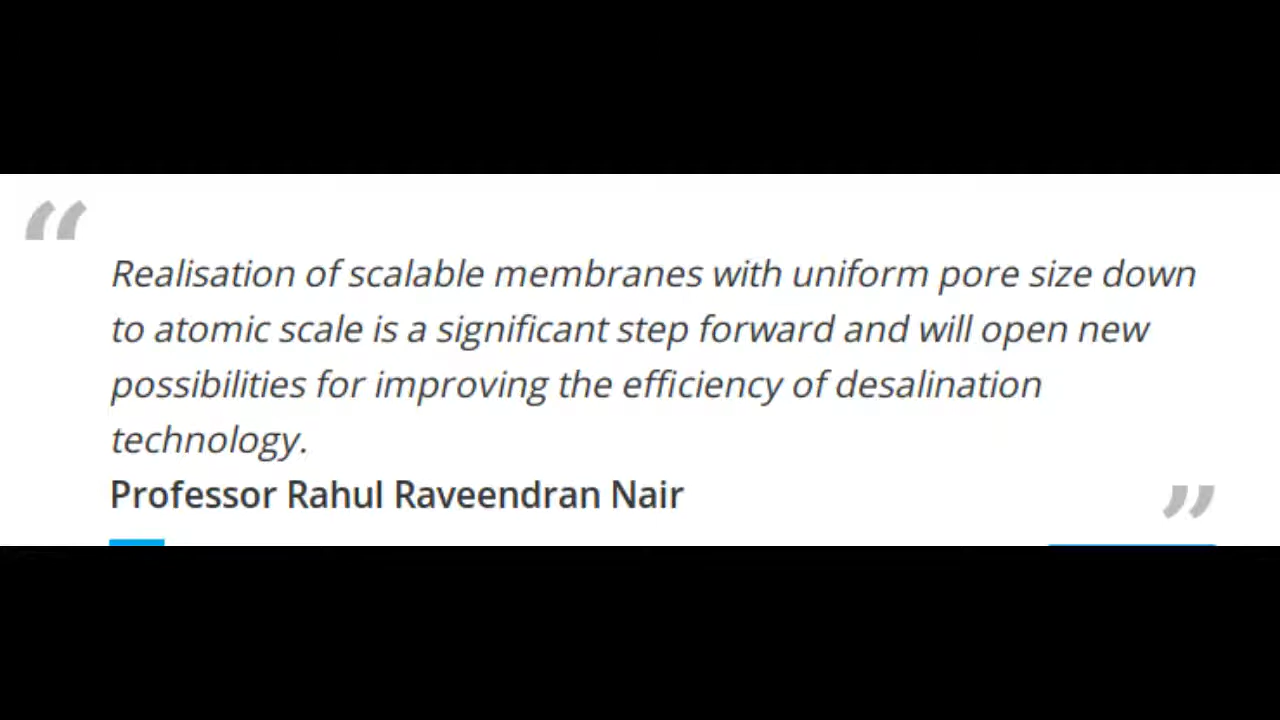 “
Realisation of scalable membranes with uniform pore size down
to atomic scale is a significant step forward and will open new
possibilities for improving the efficiency of desalination
technology.
Professor Rahul Raveendran Nair
”